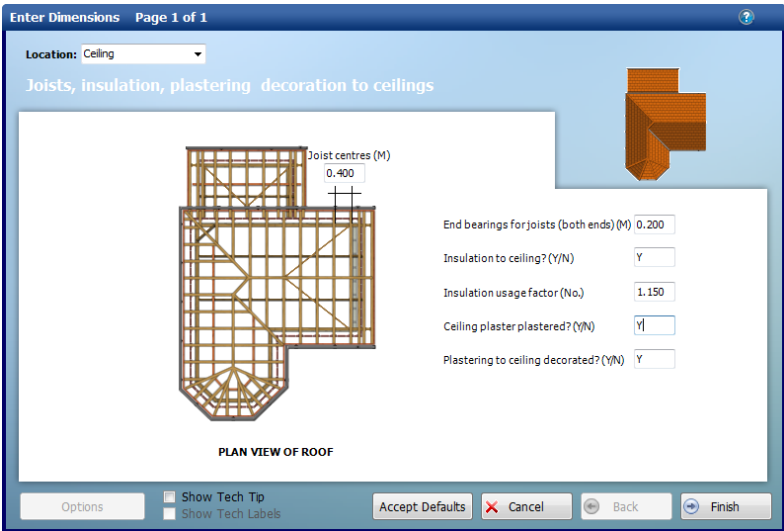 Enter Dimensions Page 1 of 1
?
Location: Ceiling
Joists, insulation, plastering decoration to ceilings
Joist centres (M)
0.400
End bearings for joists (both ends) (M) 0.200
Insulation to ceiling? (Y/N) Y
Insulation usage factor (No.) 1.150
Ceiling plaster plastered? (Y/N) Y
Plastering to ceiling decorated? (Y/N) Y
PLAN VIEW OF ROOF
Options
Show Tech Tip
Show Tech Labels
Accept Defaults
Cancel
Back
Finish